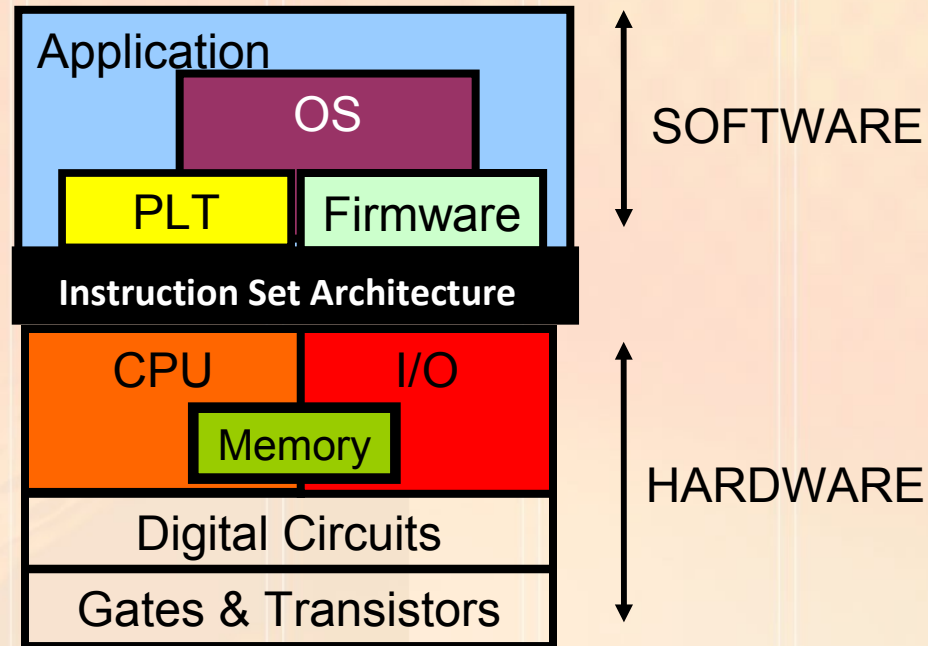 Application
OS
SOFTWARE
PLT
Firmware
Instruction Set Architecture
CPU
I/O
Memory
HARDWARE
Digital Circuits
Gates & Transistors